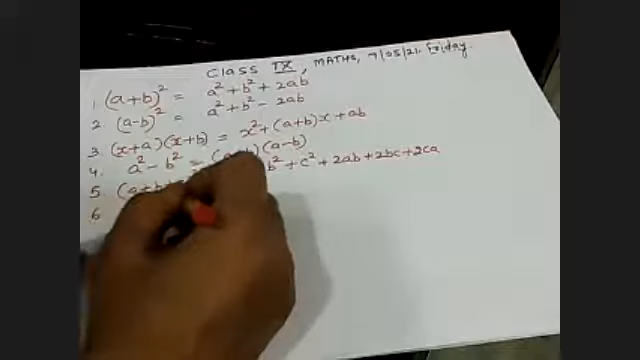 Class IX, MATHS, 7/05/21, Friday.
1. (a+b)² = a² + b² + 2ab
2. (a-b)² = a² + b² - 2ab
3. (x+a)(x+b) = x² + (a+b)x + ab
4. a² - b² = (a+b)(a-b)
5. (a+b b² + c² + 2ab + 2bc + 2ca
6